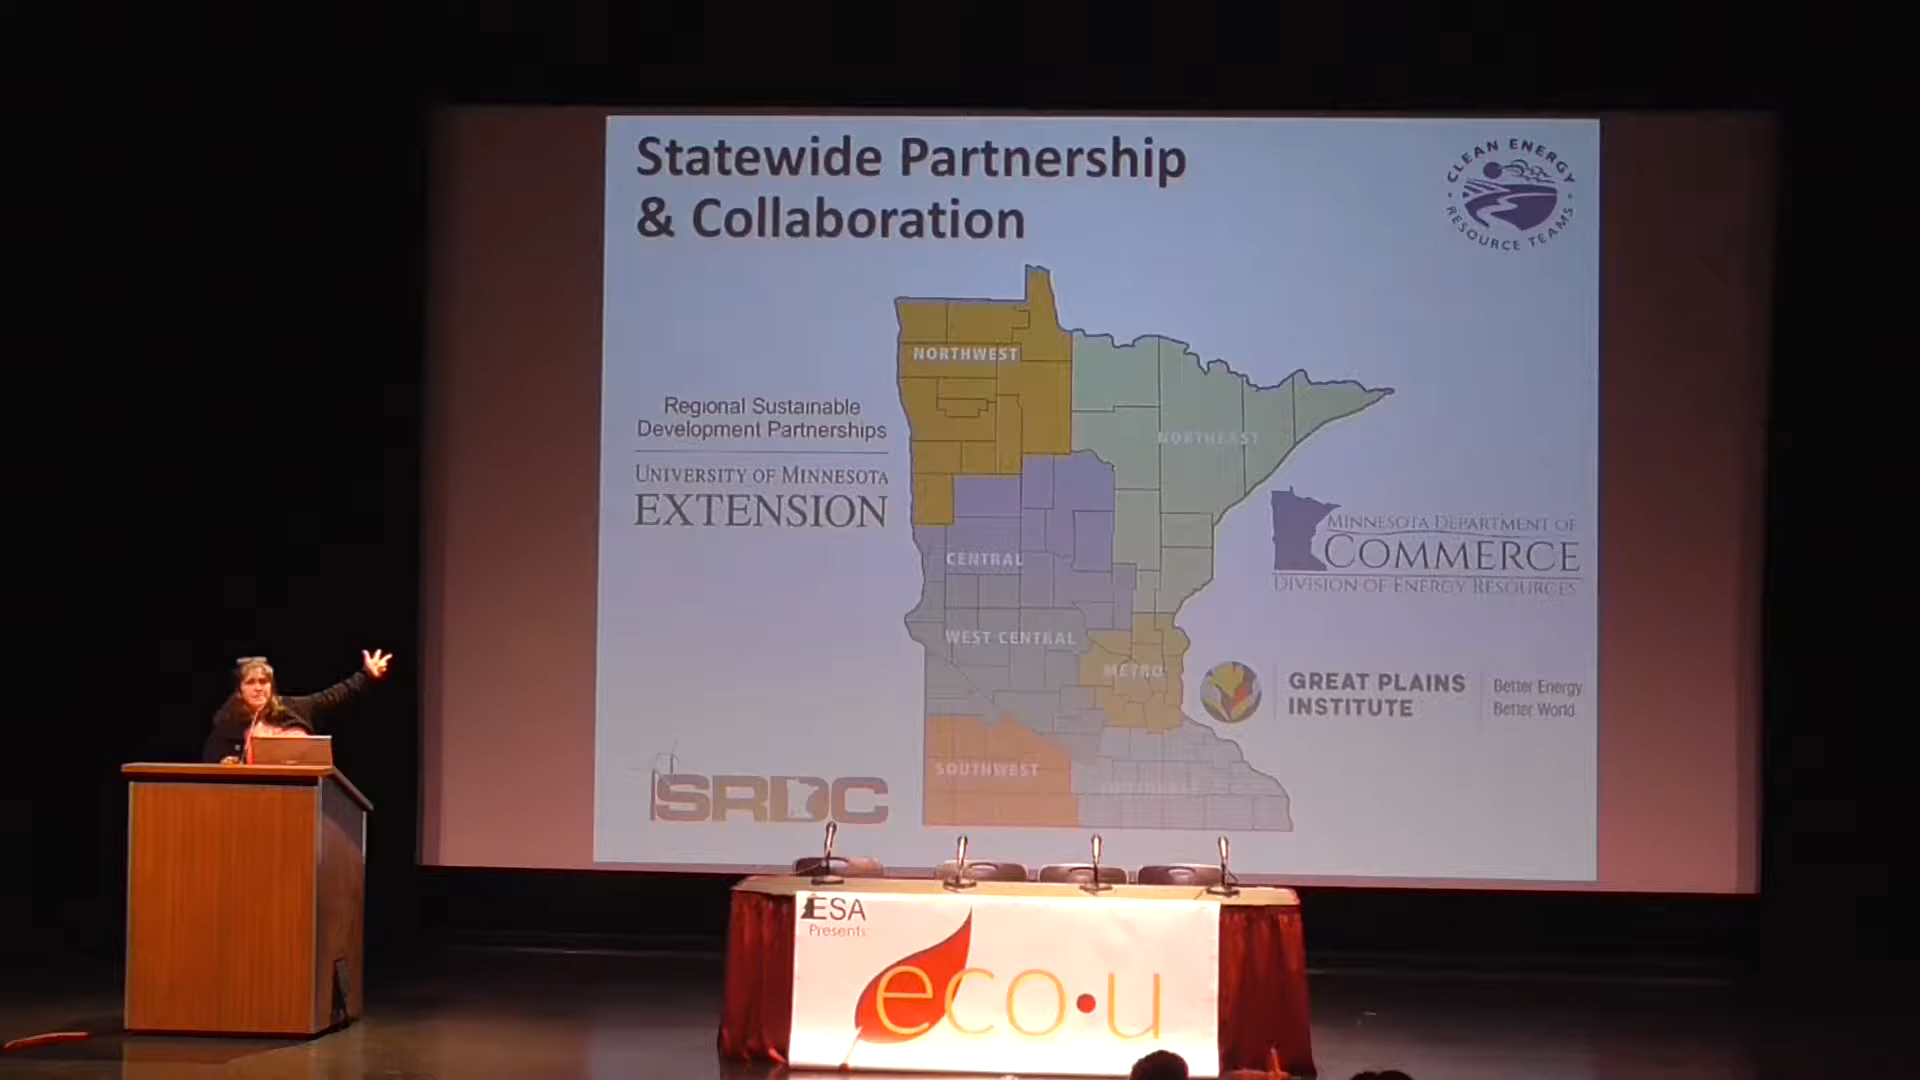 Statewide Partnership
& Collaboration
CLEAN ENERGY
RESOURCE TEAMS
NORTHWEST
NORTHEAST
Regional Sustainable
Development Partnerships
UNIVERSITY OF MINNESOTA
EXTENSION
MINNESOTA DEPARTMENT OF
COMMERCE
DIVISION OF ENERGY RESOURCES
CENTRAL
WEST CENTRAL
METRO
GREAT PLAINS
INSTITUTE
Better Energy
Better World
SOUTHWEST
SRDC
ESA
Presents:
eco•u